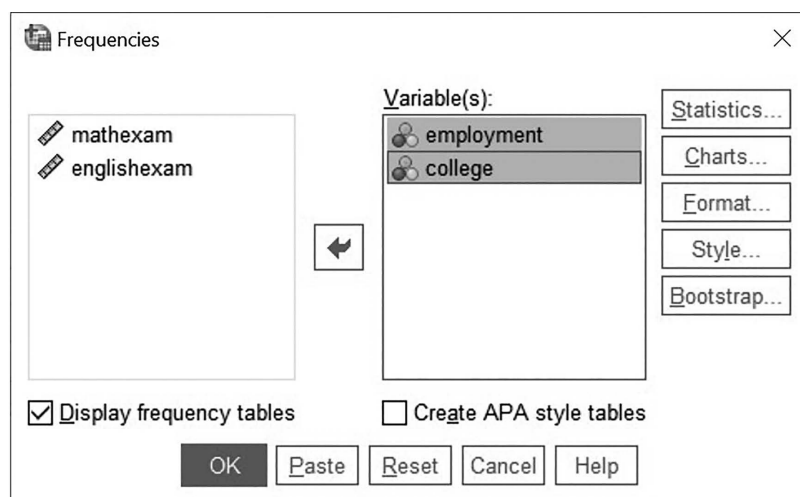 Frequencies
Variable(s):
mathexam
englishexam
employment
college
Statistics...
Charts...
Format...
Style...
Bootstrap...
Display frequency tables
Create APA style tables
OK Paste Reset Cancel Help